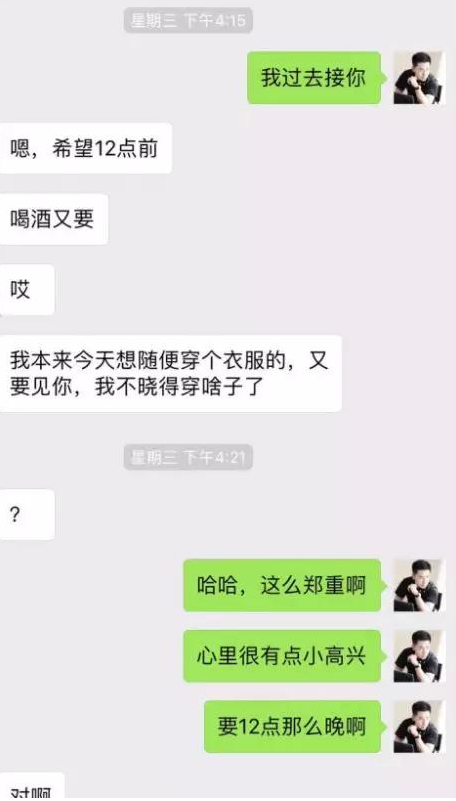 星期三 下午4:15
我过去接你
嗯，希望12点前
喝酒又要
哎
我本来今天想随便穿个衣服的，又
要见你，我不晓得穿啥子了
星期三 下午4:21
？
哈哈，这么郑重啊
心里很有点小高兴
要12点那么晚啊
对啊